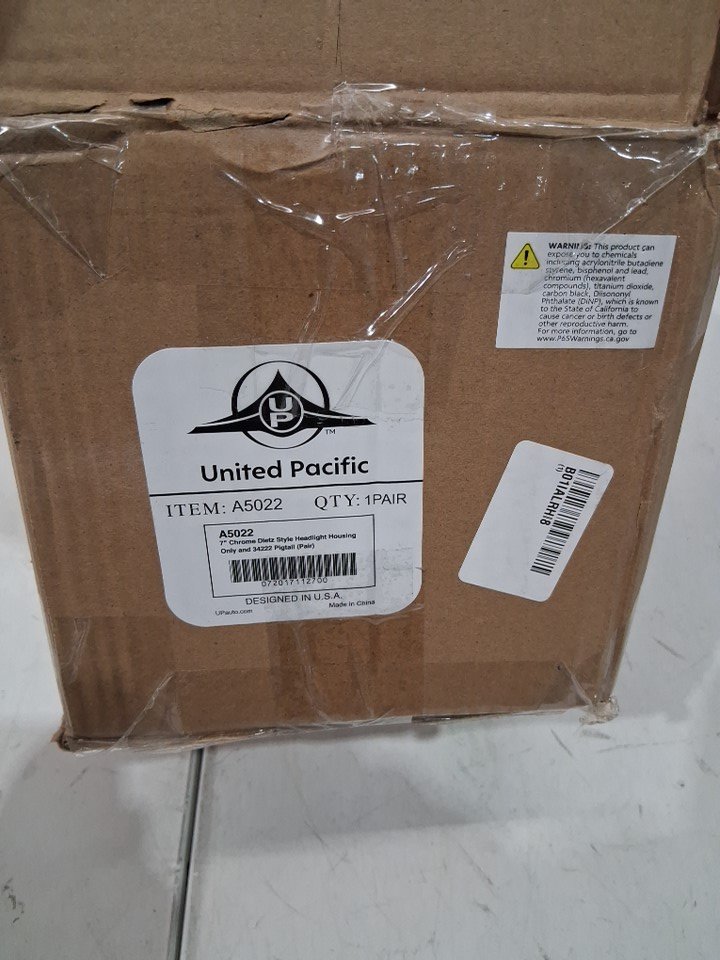 WARNING: This product can
expose you to chemicals
including acrylonitrile butadiene
styrene, bisphenol and lead,
chromium (hexavalent
compounds), titanium dioxide,
carbon black, Diisononyl
Phthalate (DINP), which is known
to the State of California to
cause cancer or birth defects or
other reproductive harm.
For more information, go to
www.P65Warnings.ca.gov
UP
TM
United Pacific
ITEM: A5022 QTY: 1PAIR
A5022
7" Chrome Dietz Style Headlight Housing
Only and 34222 Pigtail (Pair)
072017112700
DESIGNED IN U.S.A.
UPauto.com Made in China
B01IALRHI8
(1)